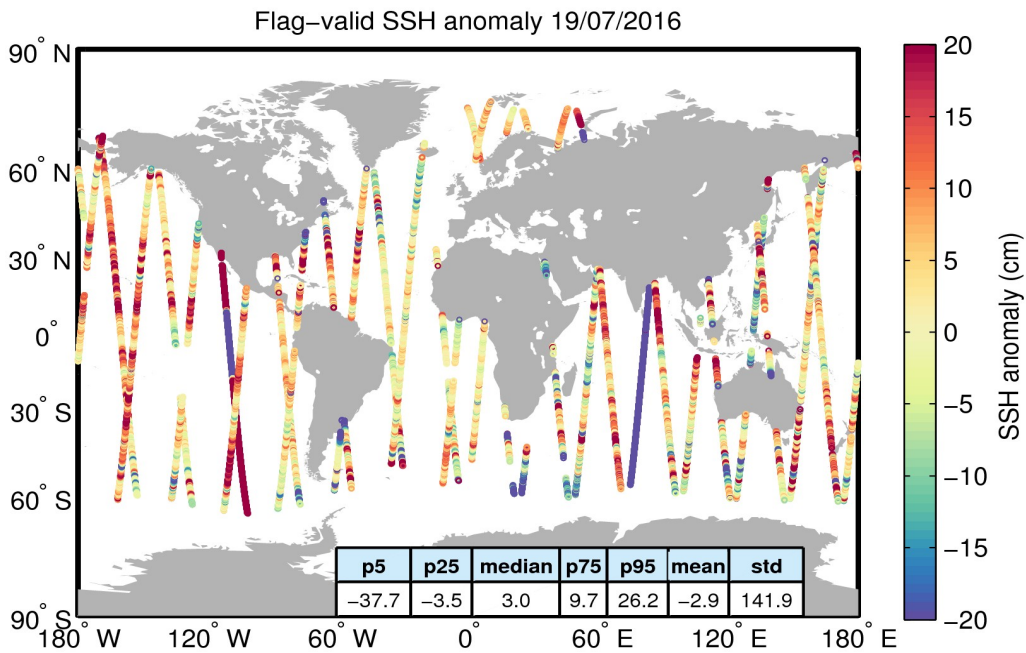 Flag−valid SSH anomaly 19/07/2016
90° N
60° N
30° N
0°
30° S
60° S
90° S
180° W
120° W
60° W
0°
60° E
120° E
180° E
p5 p25 median p75 p95 mean std
−37.7 −3.5 3.0 9.7 26.2 −2.9 141.9
20
15
10
5
0
−5
−10
−15
−20
SSH anomaly (cm)